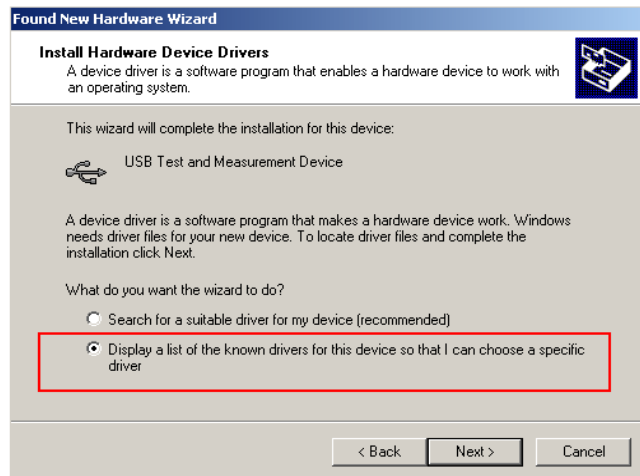 Found New Hardware Wizard
Install Hardware Device Drivers
A device driver is a software program that enables a hardware device to work with
an operating system.
This wizard will complete the installation for this device:
USB Test and Measurement Device
A device driver is a software program that makes a hardware device work. Windows
needs driver files for your new device. To locate driver files and complete the
installation click Next.
What do you want the wizard to do?
Search for a suitable driver for my device (recommended)
Display a list of the known drivers for this device so that I can choose a specific
driver
< Back
Next >
Cancel